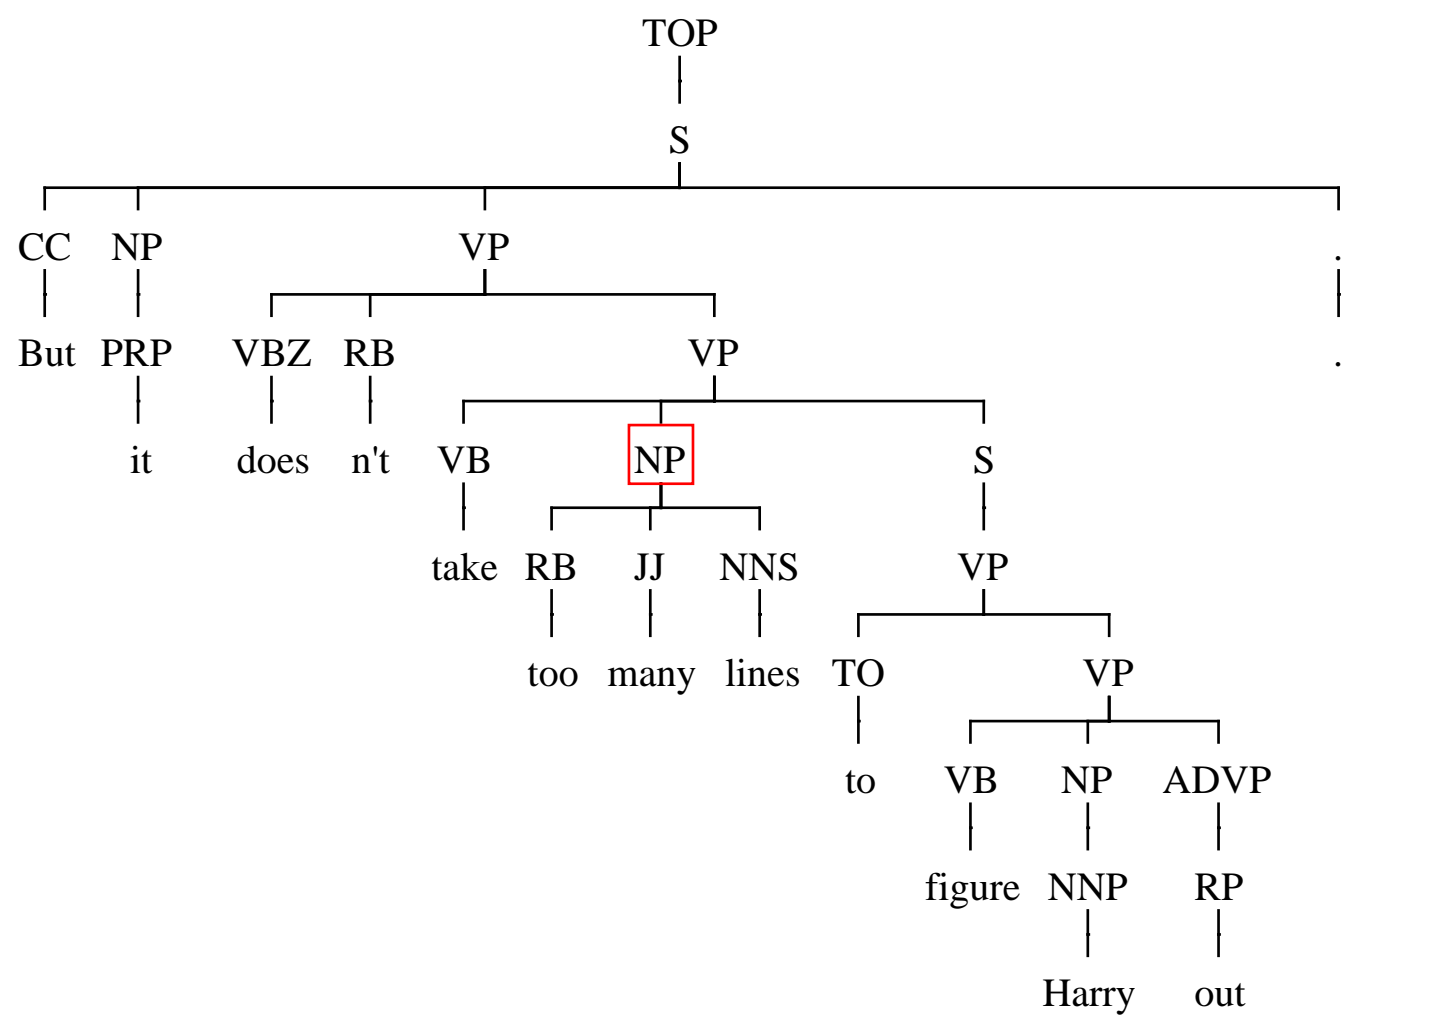 TOP
S
CC NP VP .
But PRP VBZ RB VP .
it does n't VB NP S
take RB JJ NNS VP
too many lines TO VP
to VB NP ADVP
figure NNP RP
Harry out